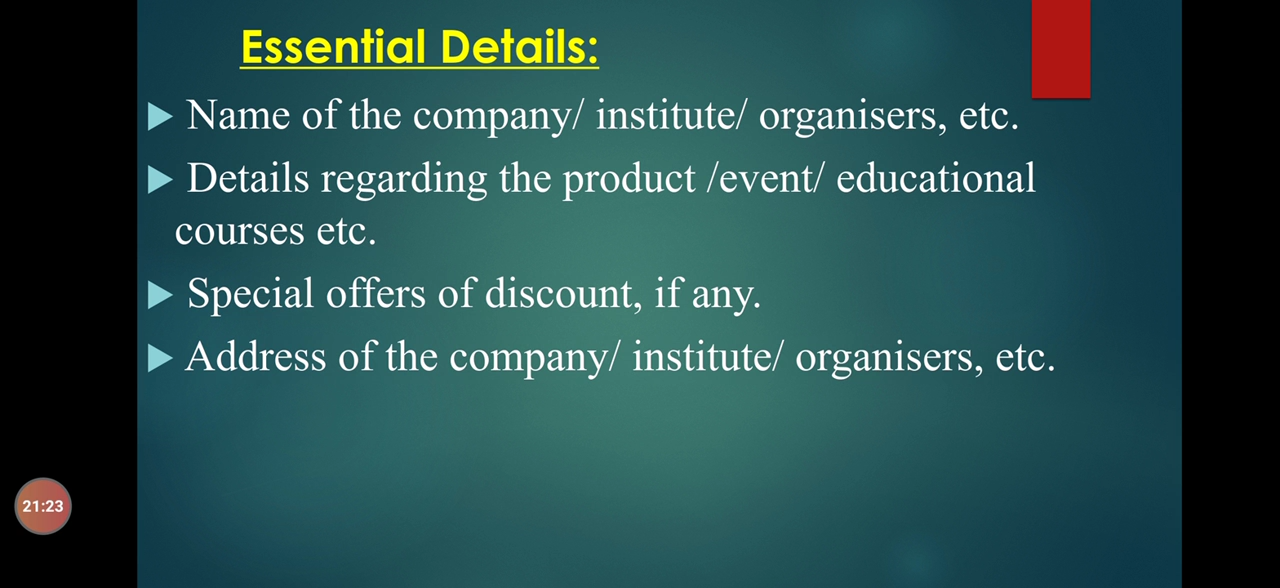 Essential Details:
Name of the company/ institute/ organisers, etc.
Details regarding the product /event/ educational
courses etc.
Special offers of discount, if any.
Address of the company/ institute/ organisers, etc.
21:23